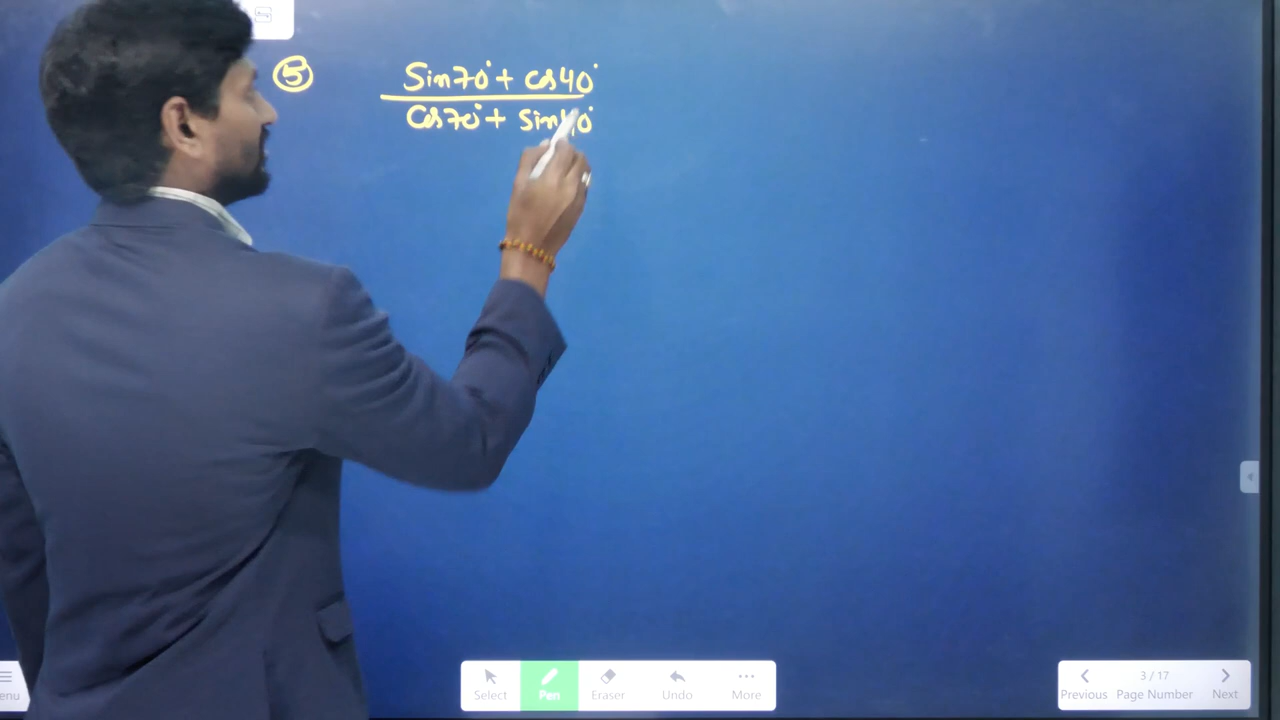 5
Sin70° + cos40°
Cos70° + Sin40°
enu
Select
Pen
Eraser
Undo
More
3 / 17
Previous Page Number Next